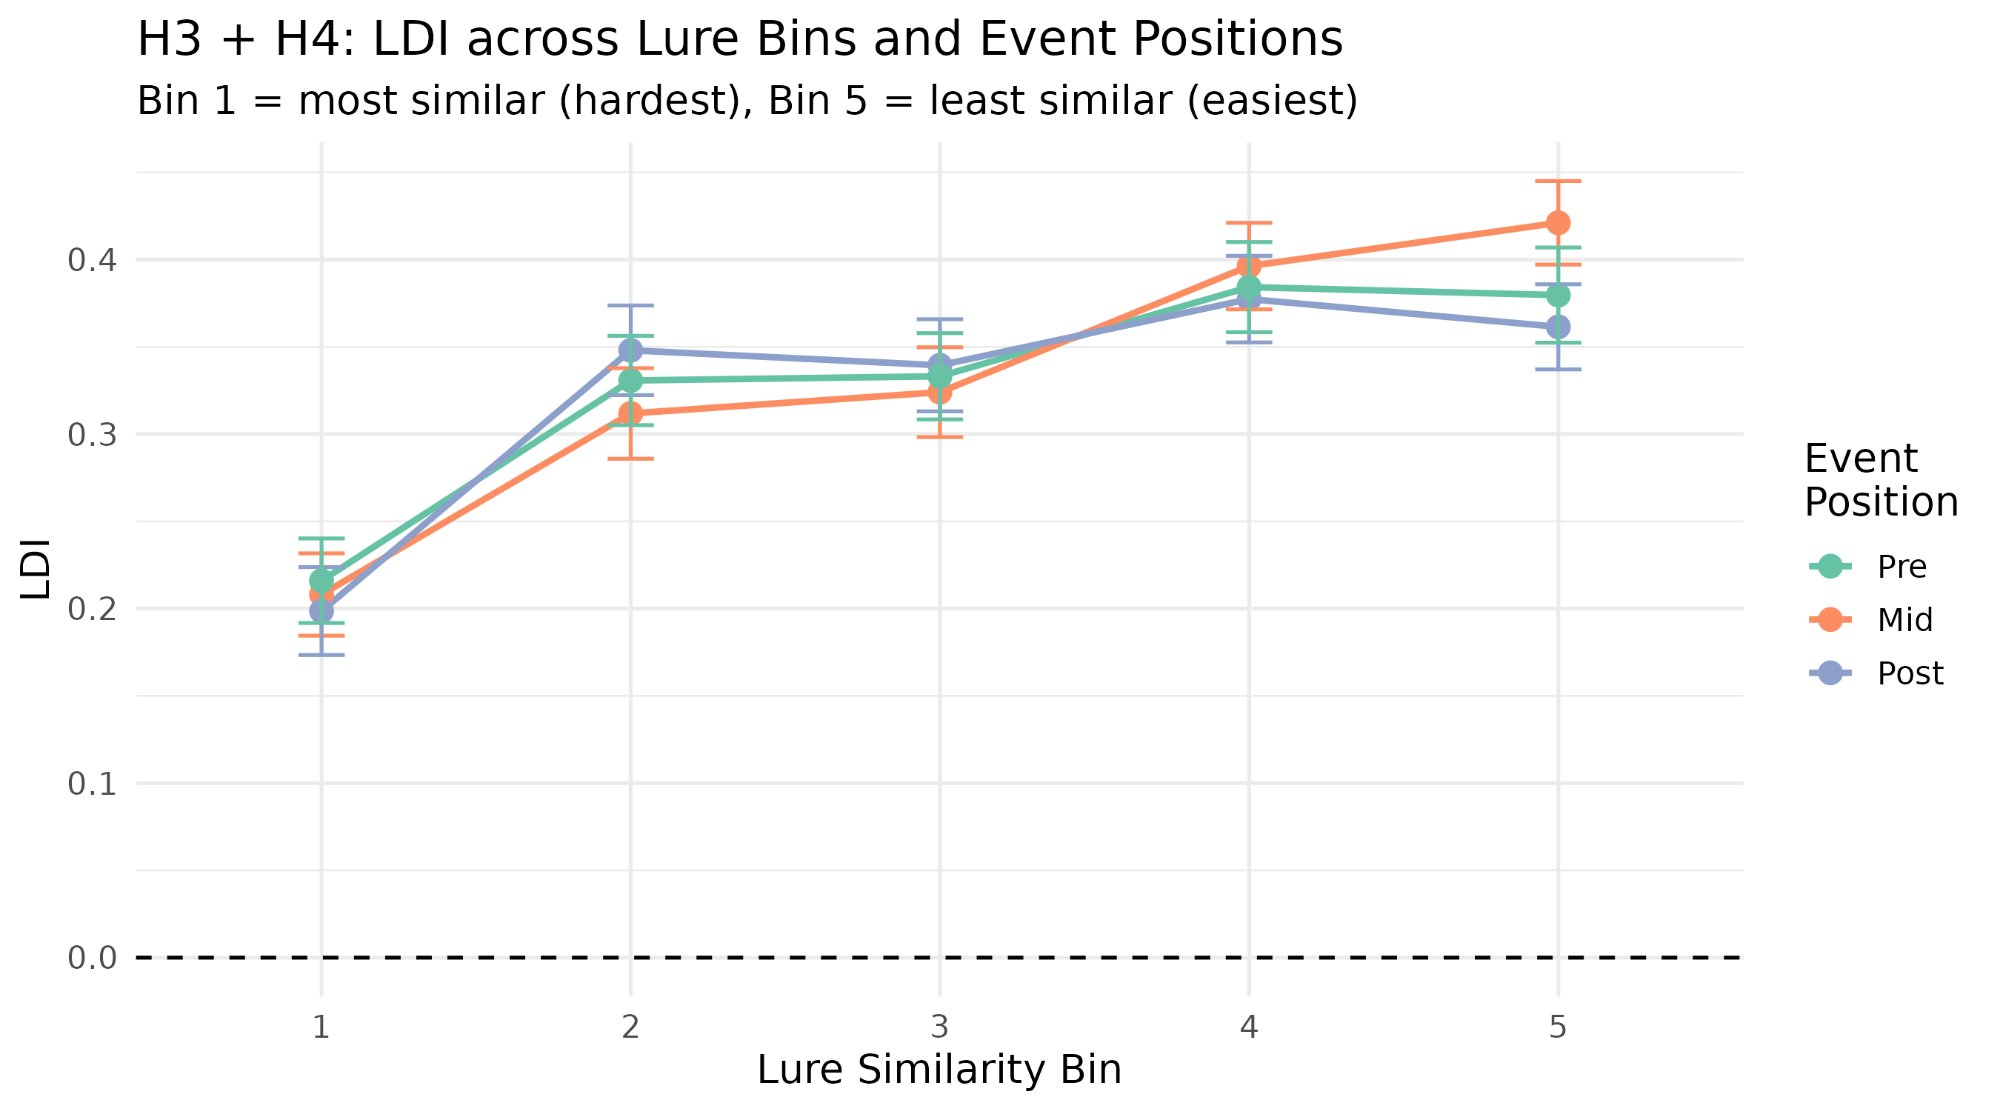 H3 + H4: LDI across Lure Bins and Event Positions
Bin 1 = most similar (hardest), Bin 5 = least similar (easiest)
0.4
0.3
0.2
0.1
0.0
LDI
1 2 3 4 5
Lure Similarity Bin
Event
Position
Pre
Mid
Post